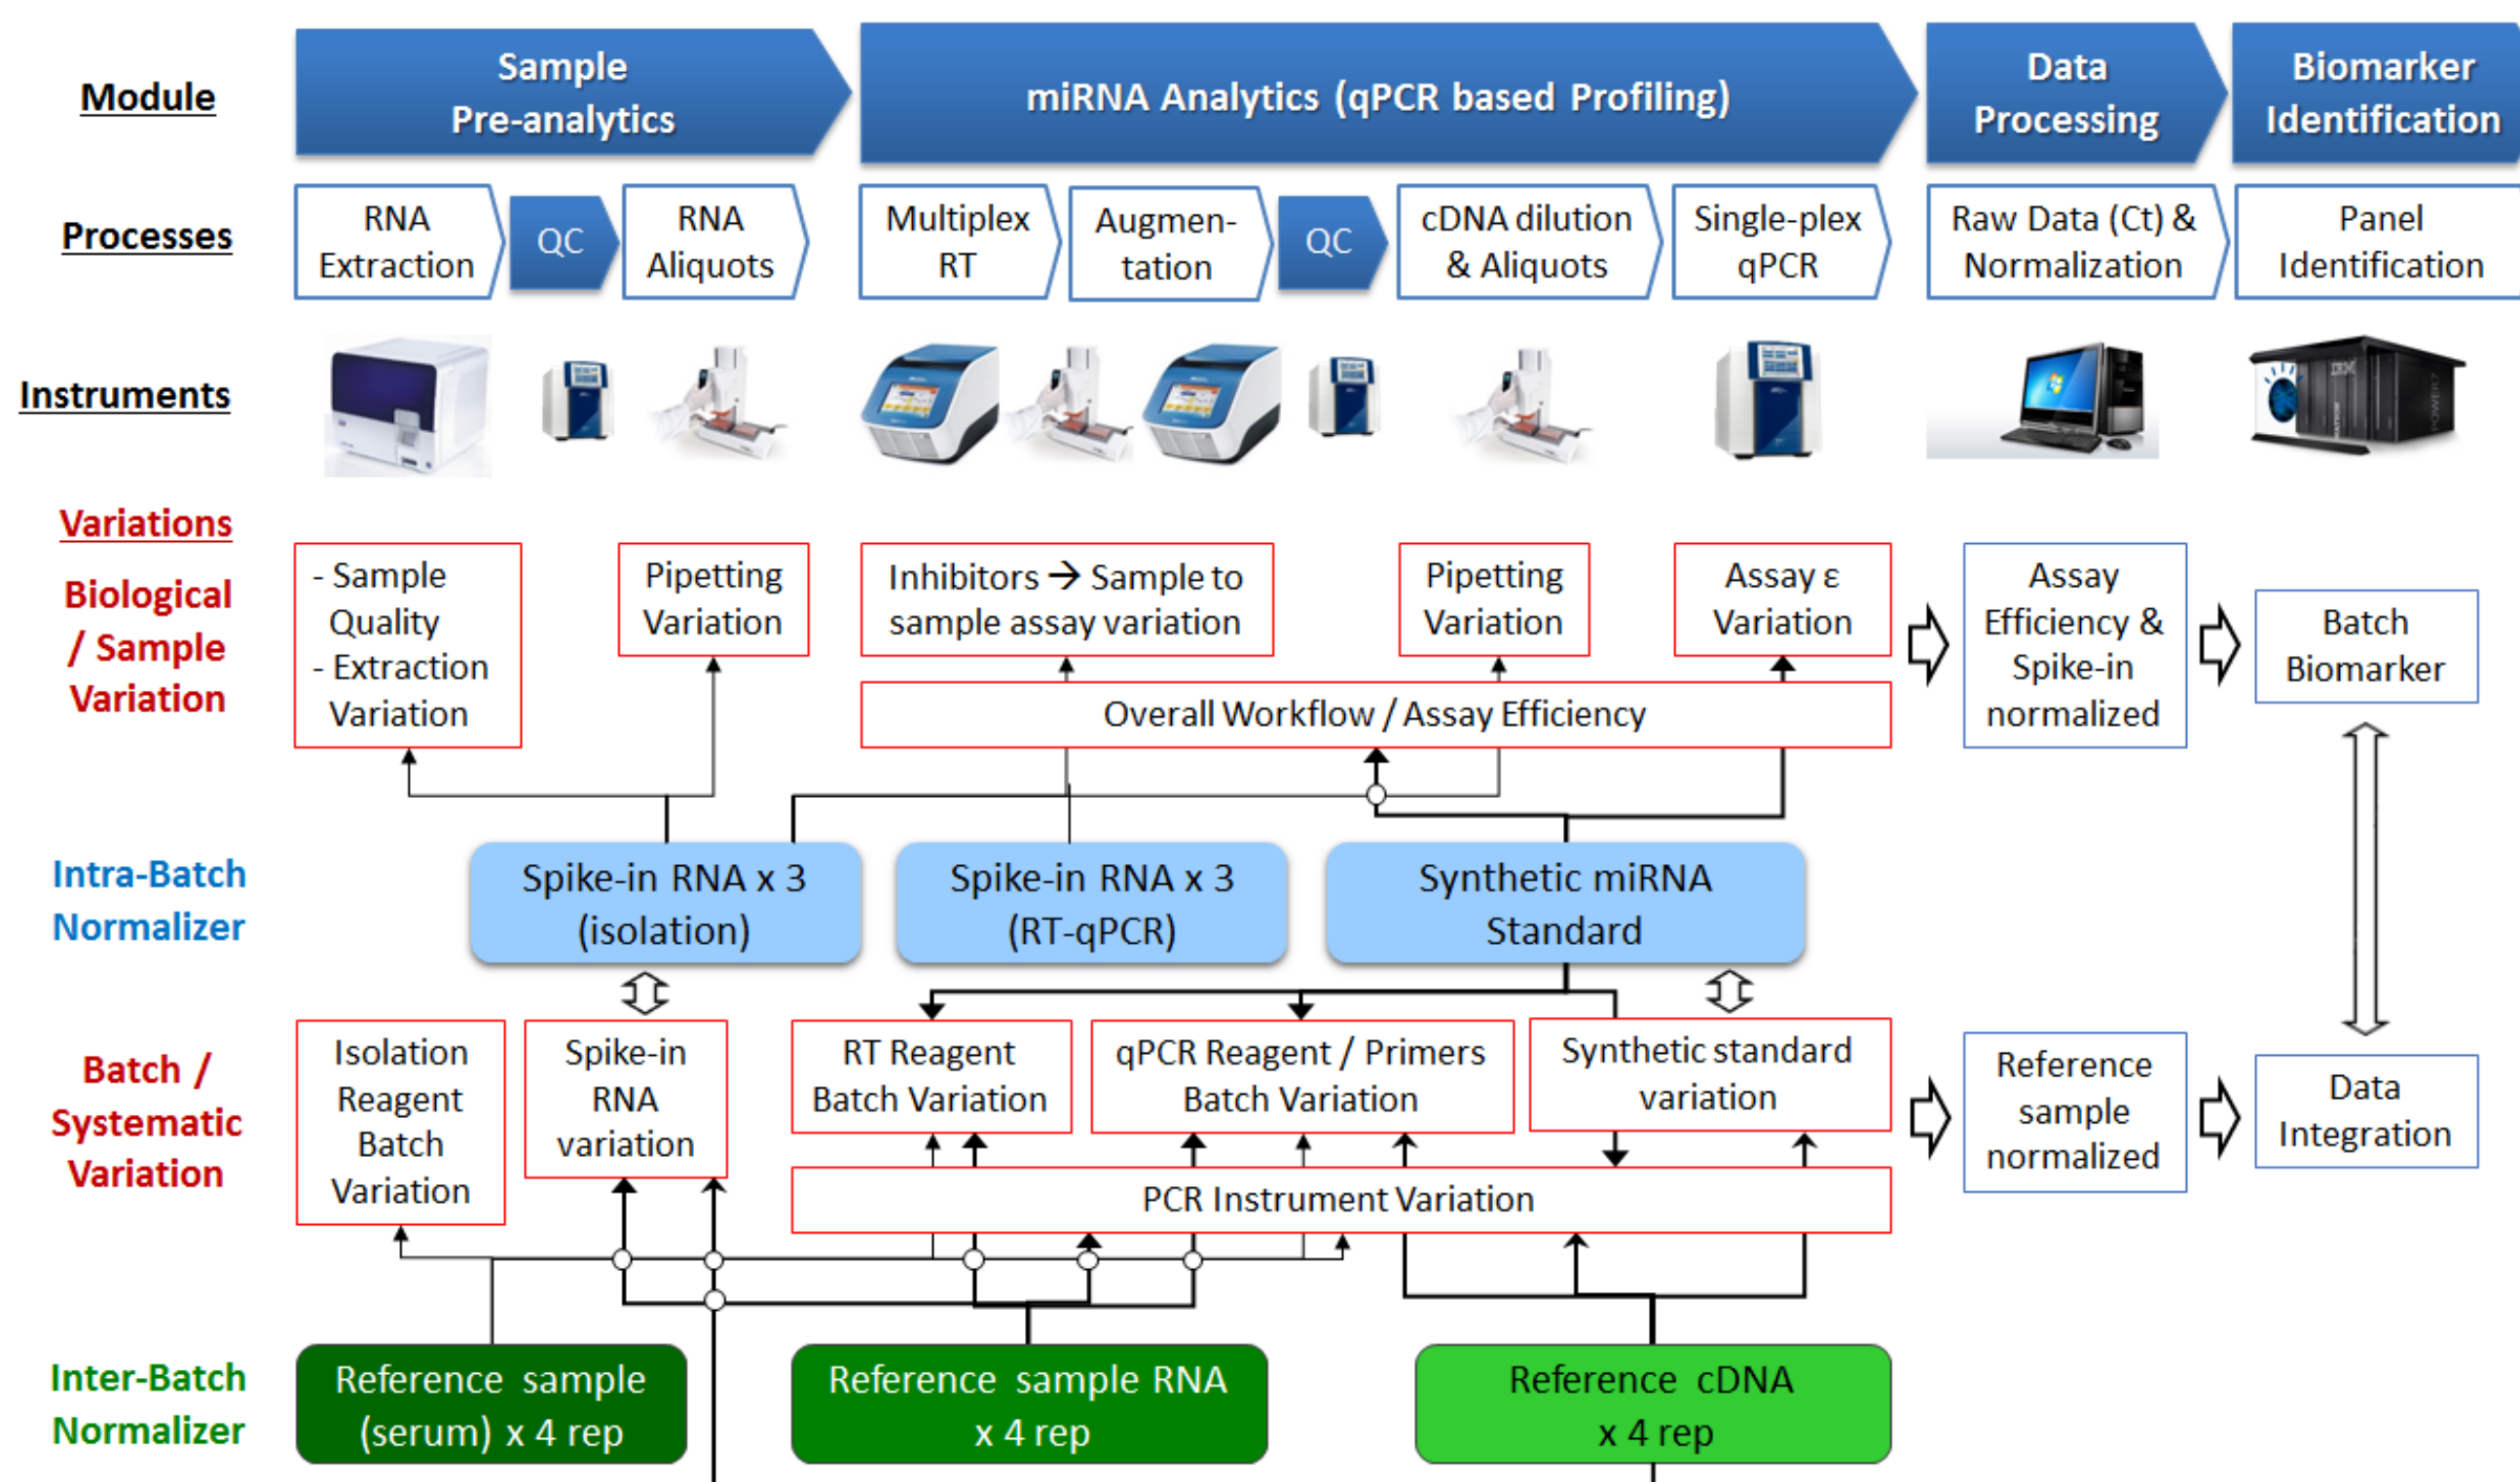 Module
Sample
Pre-analytics
miRNA Analytics (qPCR based Profiling)
Data
Processing
Biomarker
Identification
Processes
RNA
Extraction
QC
RNA
Aliquots
Multiplex
RT
Augmen-
tation
QC
cDNA dilution
& Aliquots
Single-plex
qPCR
Raw Data (Ct) &
Normalization
Panel
Identification
Instruments
IBM
Variations
Biological
/ Sample
Variation
- Sample
Quality
- Extraction
Variation
Pipetting
Variation
Inhibitors → Sample to
sample assay variation
Pipetting
Variation
Assay ε
Variation
Overall Workflow / Assay Efficiency
Assay
Efficiency &
Spike-in
normalized
Batch
Biomarker
Intra-Batch
Normalizer
Spike-in RNA x 3
(isolation)
Spike-in RNA x 3
(RT-qPCR)
Synthetic miRNA
Standard
Batch /
Systematic
Variation
Isolation
Reagent
Batch
Variation
Spike-in
RNA
variation
RT Reagent
Batch Variation
qPCR Reagent / Primers
Batch Variation
Synthetic standard
variation
PCR Instrument Variation
Reference
sample
normalized
Data
Integration
Inter-Batch
Normalizer
Reference sample
(serum) x 4 rep
Reference sample RNA
x 4 rep
Reference cDNA
x 4 rep